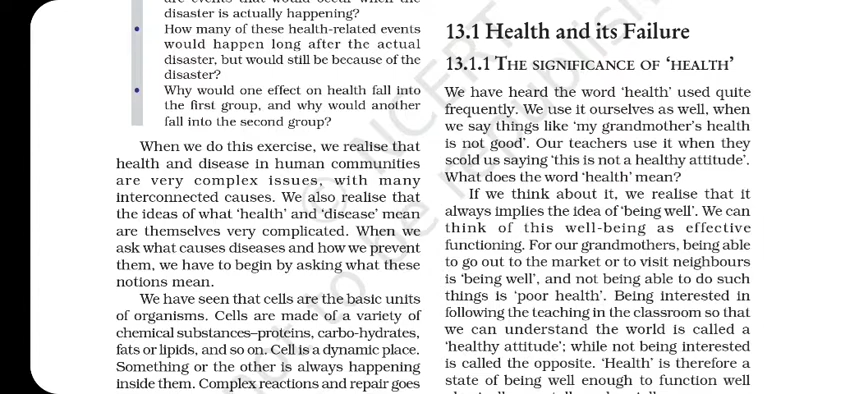 disaster is actually happening?
• How many of these health-related events
would happen long after the actual
disaster, but would still be because of the
disaster?
• Why would one effect on health fall into
the first group, and why would another
fall into the second group?
When we do this exercise, we realise that
health and disease in human communities
are very complex issues, with many
interconnected causes. We also realise that
the ideas of what ‘health’ and ‘disease’ mean
are themselves very complicated. When we
ask what causes diseases and how we prevent
them, we have to begin by asking what these
notions mean.
We have seen that cells are the basic units
of organisms. Cells are made of a variety of
chemical substances–proteins, carbo-hydrates,
fats or lipids, and so on. Cell is a dynamic place.
Something or the other is always happening
inside them. Complex reactions and repair goes
13.1 Health and its Failure
13.1.1 THE SIGNIFICANCE OF ‘HEALTH’
We have heard the word ‘health’ used quite
frequently. We use it ourselves as well, when
we say things like ‘my grandmother’s health
is not good’. Our teachers use it when they
scold us saying ‘this is not a healthy attitude’.
What does the word ‘health’ mean?
If we think about it, we realise that it
always implies the idea of ‘being well’. We can
think of this well-being as effective
functioning. For our grandmothers, being able
to go out to the market or to visit neighbours
is ‘being well’, and not being able to do such
things is ‘poor health’. Being interested in
following the teaching in the classroom so that
we can understand the world is called a
‘healthy attitude’; while not being interested
is called the opposite. ‘Health’ is therefore a
state of being well enough to function well
© NCERT
not to be republish